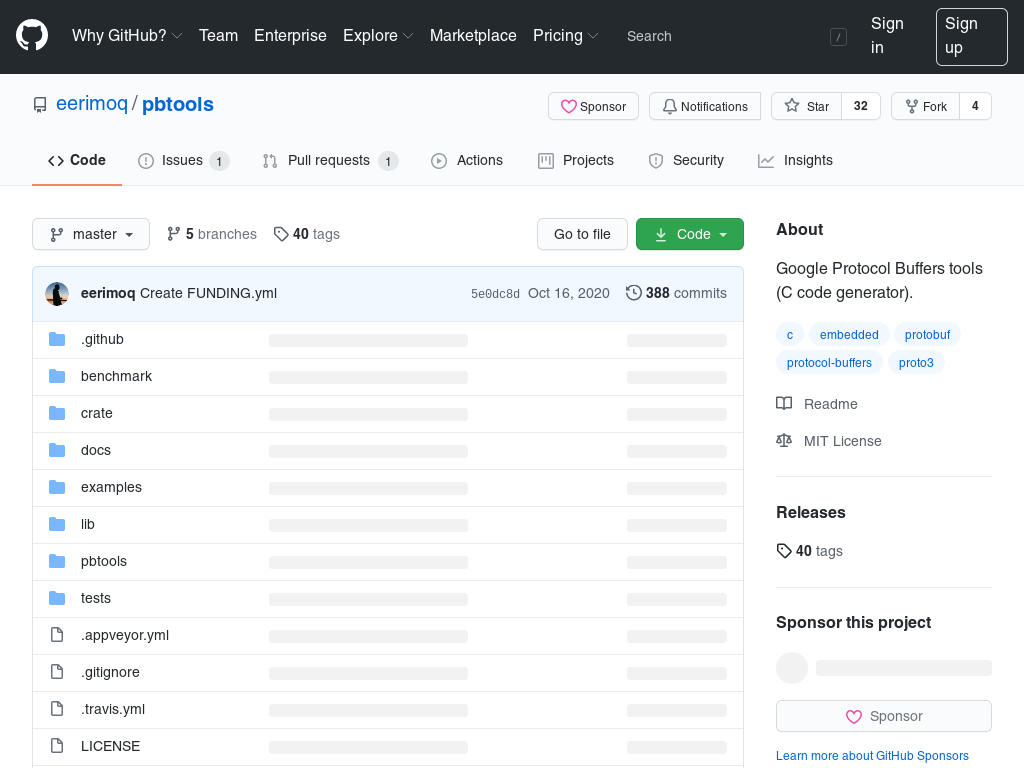 Why GitHub? Team Enterprise Explore Marketplace Pricing Search / Sign in Sign up
eerimoq / pbtools
Sponsor Notifications Star 32 Fork 4
Code Issues 1 Pull requests 1 Actions Projects Security Insights
master 5 branches 40 tags Go to file Code
eerimoq Create FUNDING.yml 5e0dc8d Oct 16, 2020 388 commits
.github
benchmark
crate
docs
examples
lib
pbtools
tests
.appveyor.yml
.gitignore
.travis.yml
LICENSE
About
Google Protocol Buffers tools
(C code generator).
c embedded protobuf
protocol-buffers proto3
Readme
MIT License
Releases
40 tags
Sponsor this project
Sponsor
Learn more about GitHub Sponsors